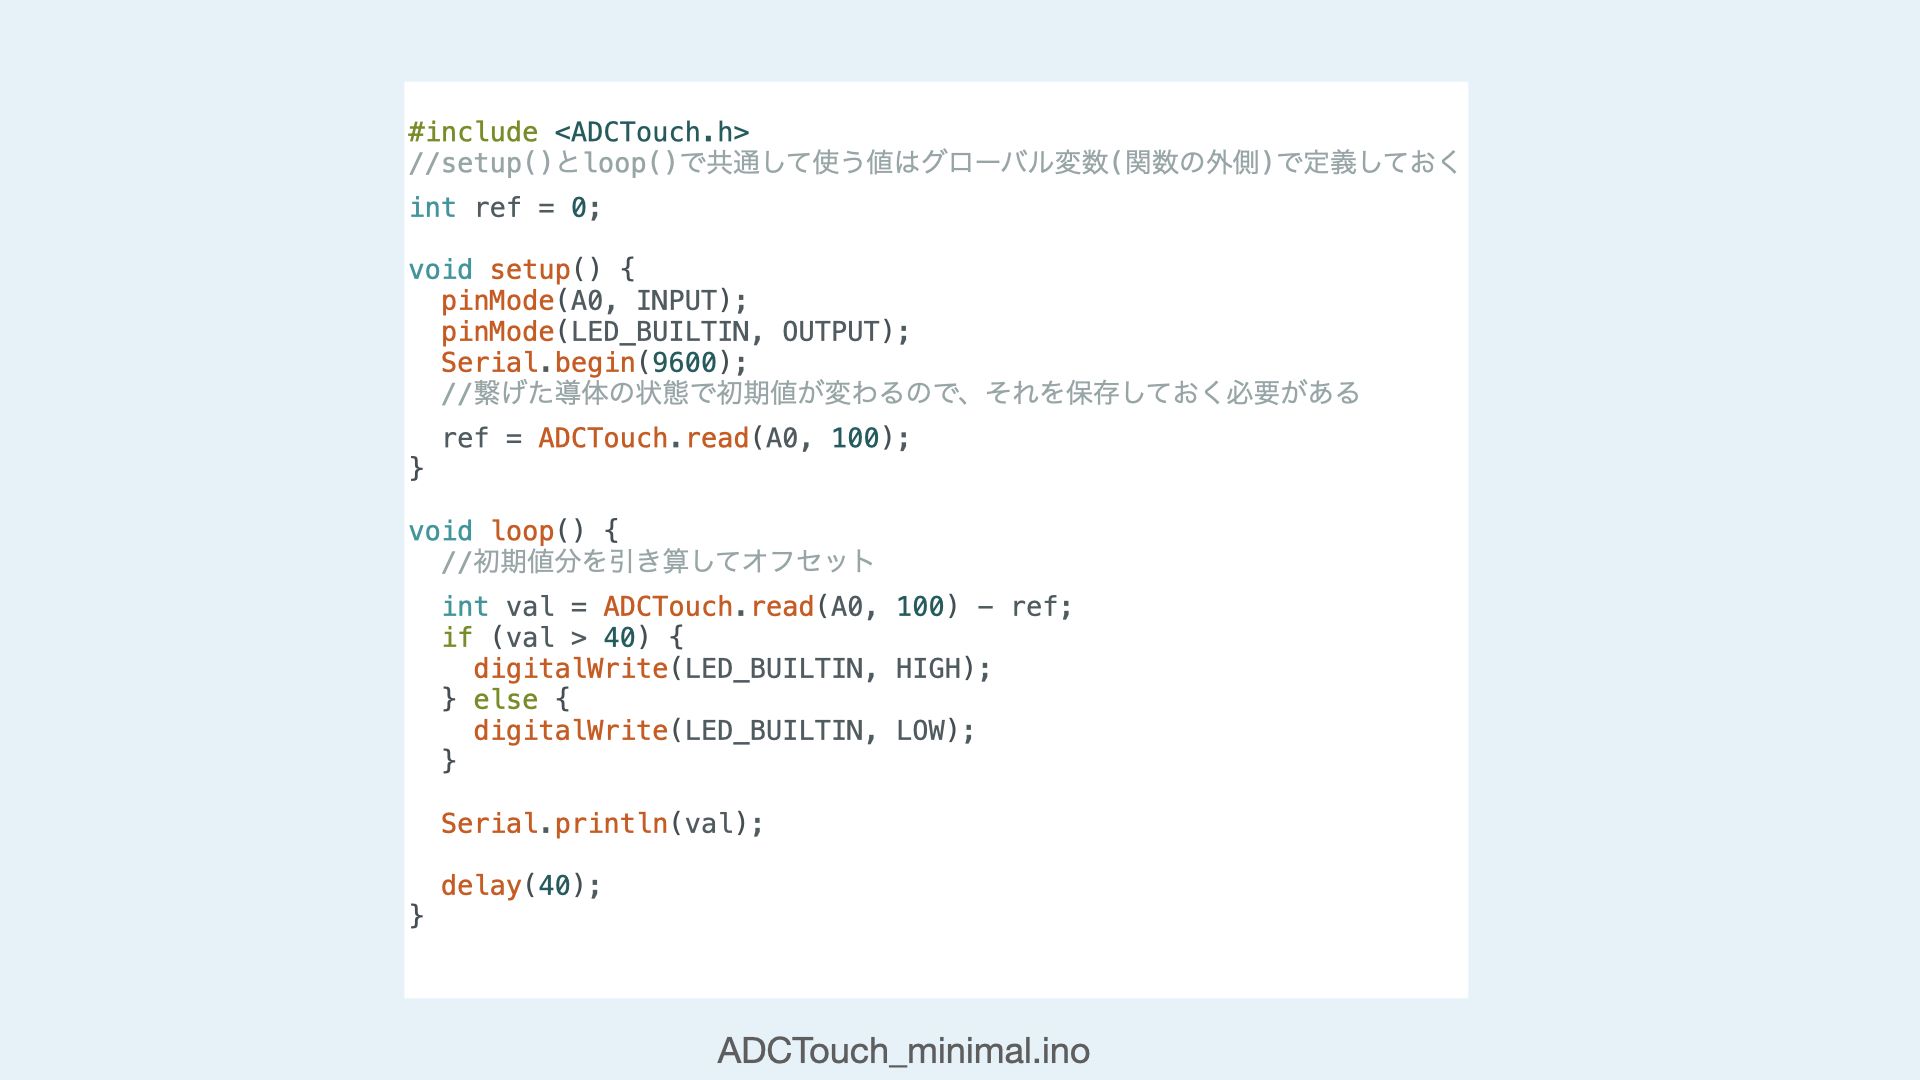 #include <ADCTouch.h>
//setup()とloop()で共通して使う値はグローバル変数(関数の外側)で定義しておく
int ref = 0;
void setup() {
  pinMode(A0, INPUT);
  pinMode(LED_BUILTIN, OUTPUT);
  Serial.begin(9600);
  //繋げた導体の状態で初期値が変わるので、それを保存しておく必要がある
  ref = ADCTouch.read(A0, 100);
}
void loop() {
  //初期値分を引き算してオフセット
  int val = ADCTouch.read(A0, 100) - ref;
  if (val > 40) {
    digitalWrite(LED_BUILTIN, HIGH);
  } else {
    digitalWrite(LED_BUILTIN, LOW);
  }
  Serial.println(val);
  delay(40);
}
ADCTouch_minimal.ino